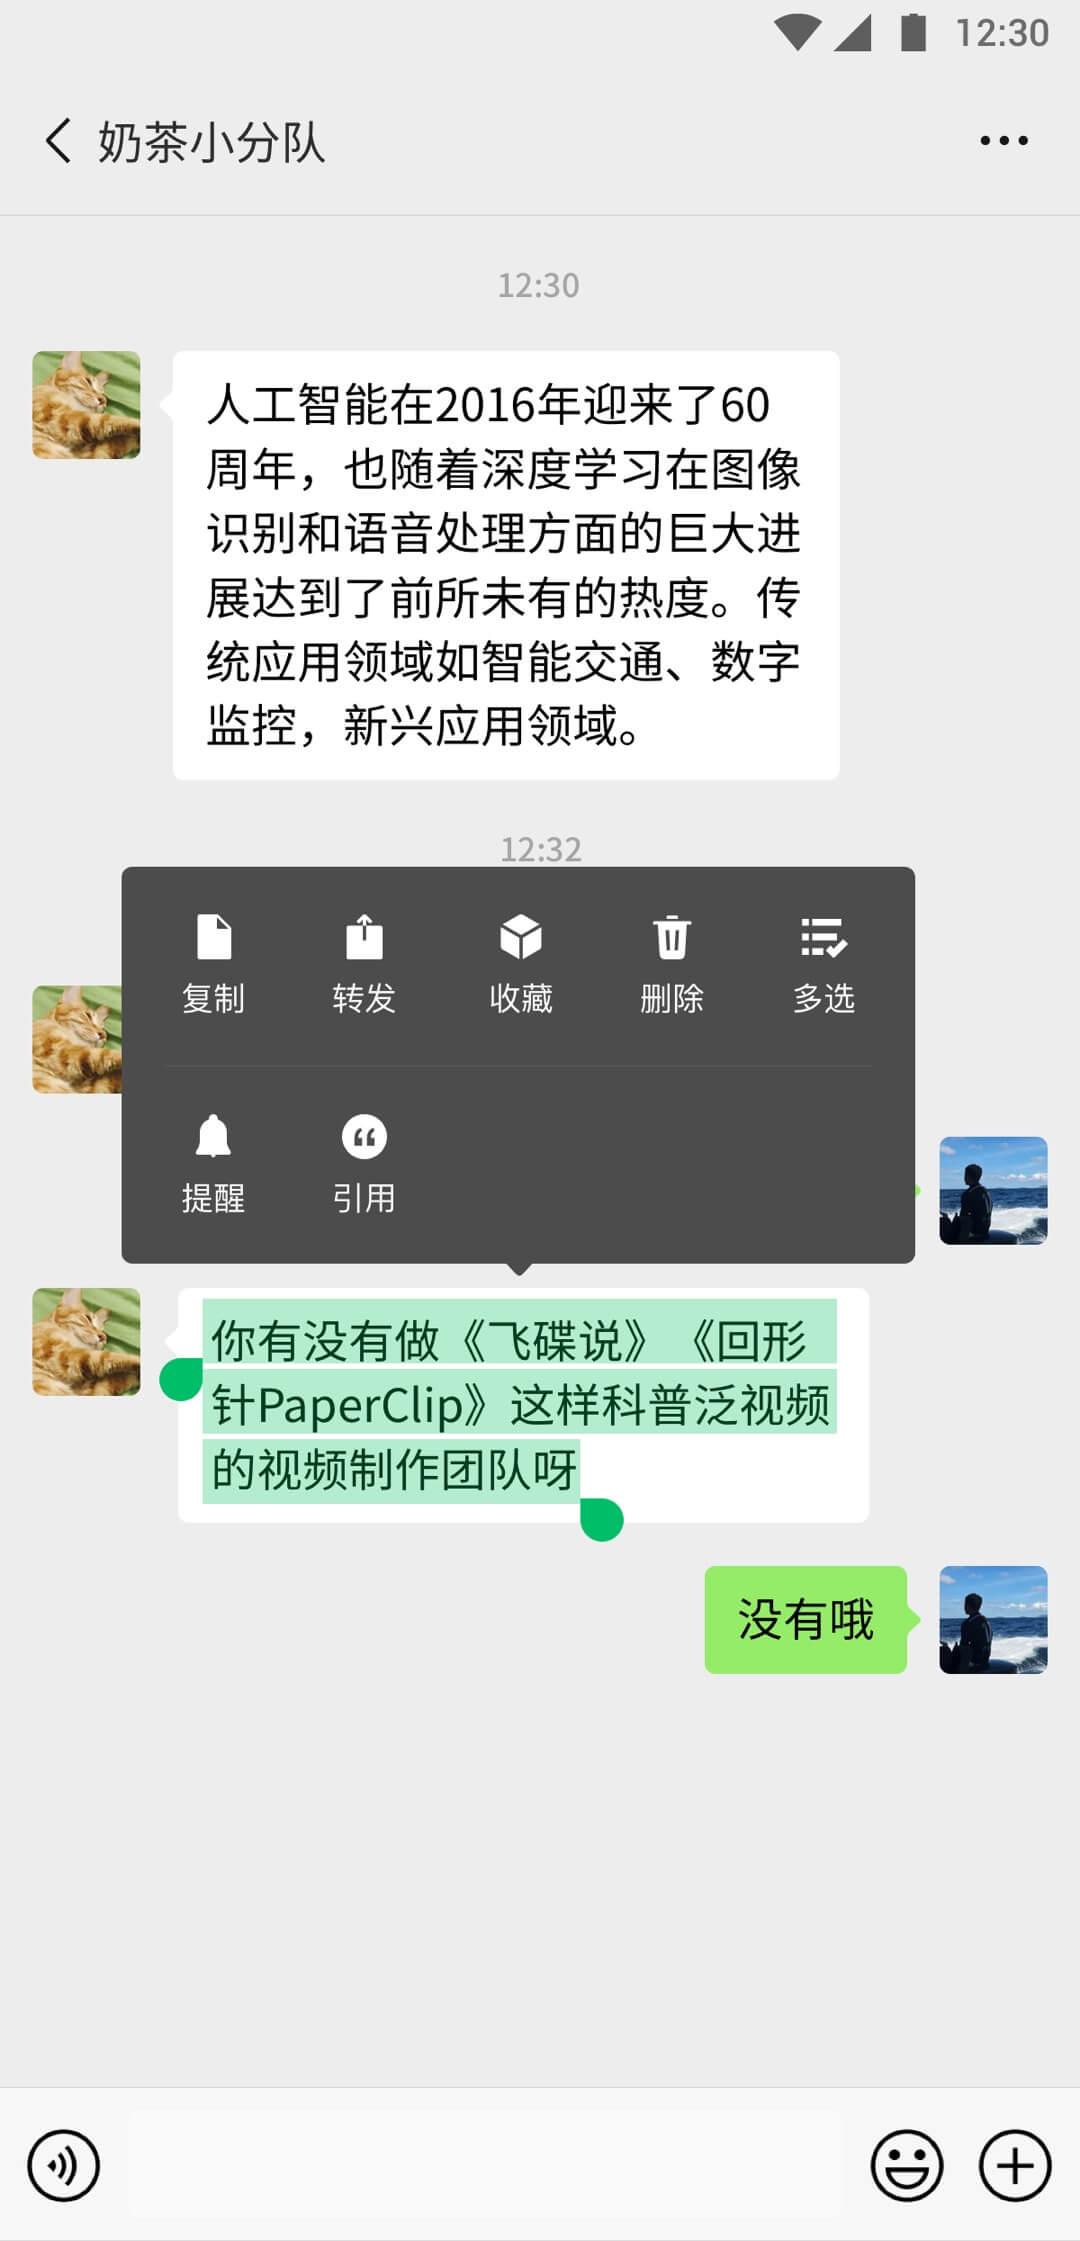 12:30
奶茶小分队
12:30
人工智能在2016年迎来了60
周年，也随着深度学习在图像
识别和语音处理方面的巨大进
展达到了前所未有的热度。传
统应用领域如智能交通、数字
监控，新兴应用领域。
12:32
复制 转发 收藏 删除 多选
提醒 引用
你有没有做《飞碟说》《回形
针PaperClip》这样科普泛视频
的视频制作团队呀
没有哦